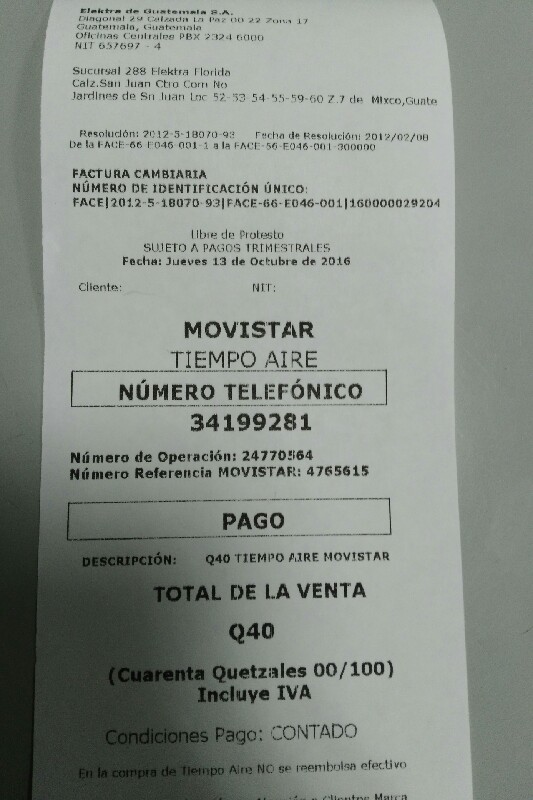 Elektra de Guatemala S.A.
Diagonal 29 Calzada La Paz 00 22 Zona 17
Guatemala, Guatemala
Oficinas Centrales PBX 2324 6000
NIT 657697 - 4
Sucursal 288 Elektra Florida
Calz.San Juan Ctro Com No
Jardines de Sn Juan Loc 52-53-54-55-59-60 Z.7 de Mixco,Guate
Resolución: 2012-5-18070-93 Fecha de Resolución: 2012/02/08
De la FACE-66-E046-001-1 a la FACE-56-E046-001-300000
FACTURA CAMBIARIA
NÚMERO DE IDENTIFICACIÓN ÚNICO:
FACE|2012-5-18070-93|FACE-66-E046-001|160000029204
Libre de Protesto
SUJETO A PAGOS TRIMESTRALES
Fecha: Jueves 13 de Octubre de 2016
Cliente: NIT:
MOVISTAR
TIEMPO AIRE
NÚMERO TELEFÓNICO
34199281
Número de Operación: 24770564
Número Referencia MOVISTAR: 4765615
PAGO
DESCRIPCIÓN: Q40 TIEMPO AIRE MOVISTAR
TOTAL DE LA VENTA
Q40
(Cuarenta Quetzales 00/100)
Incluye IVA
Condiciones Pago: CONTADO
En la compra de Tiempo Aire NO se reembolsa efectivo
Atención a Clientes Marca